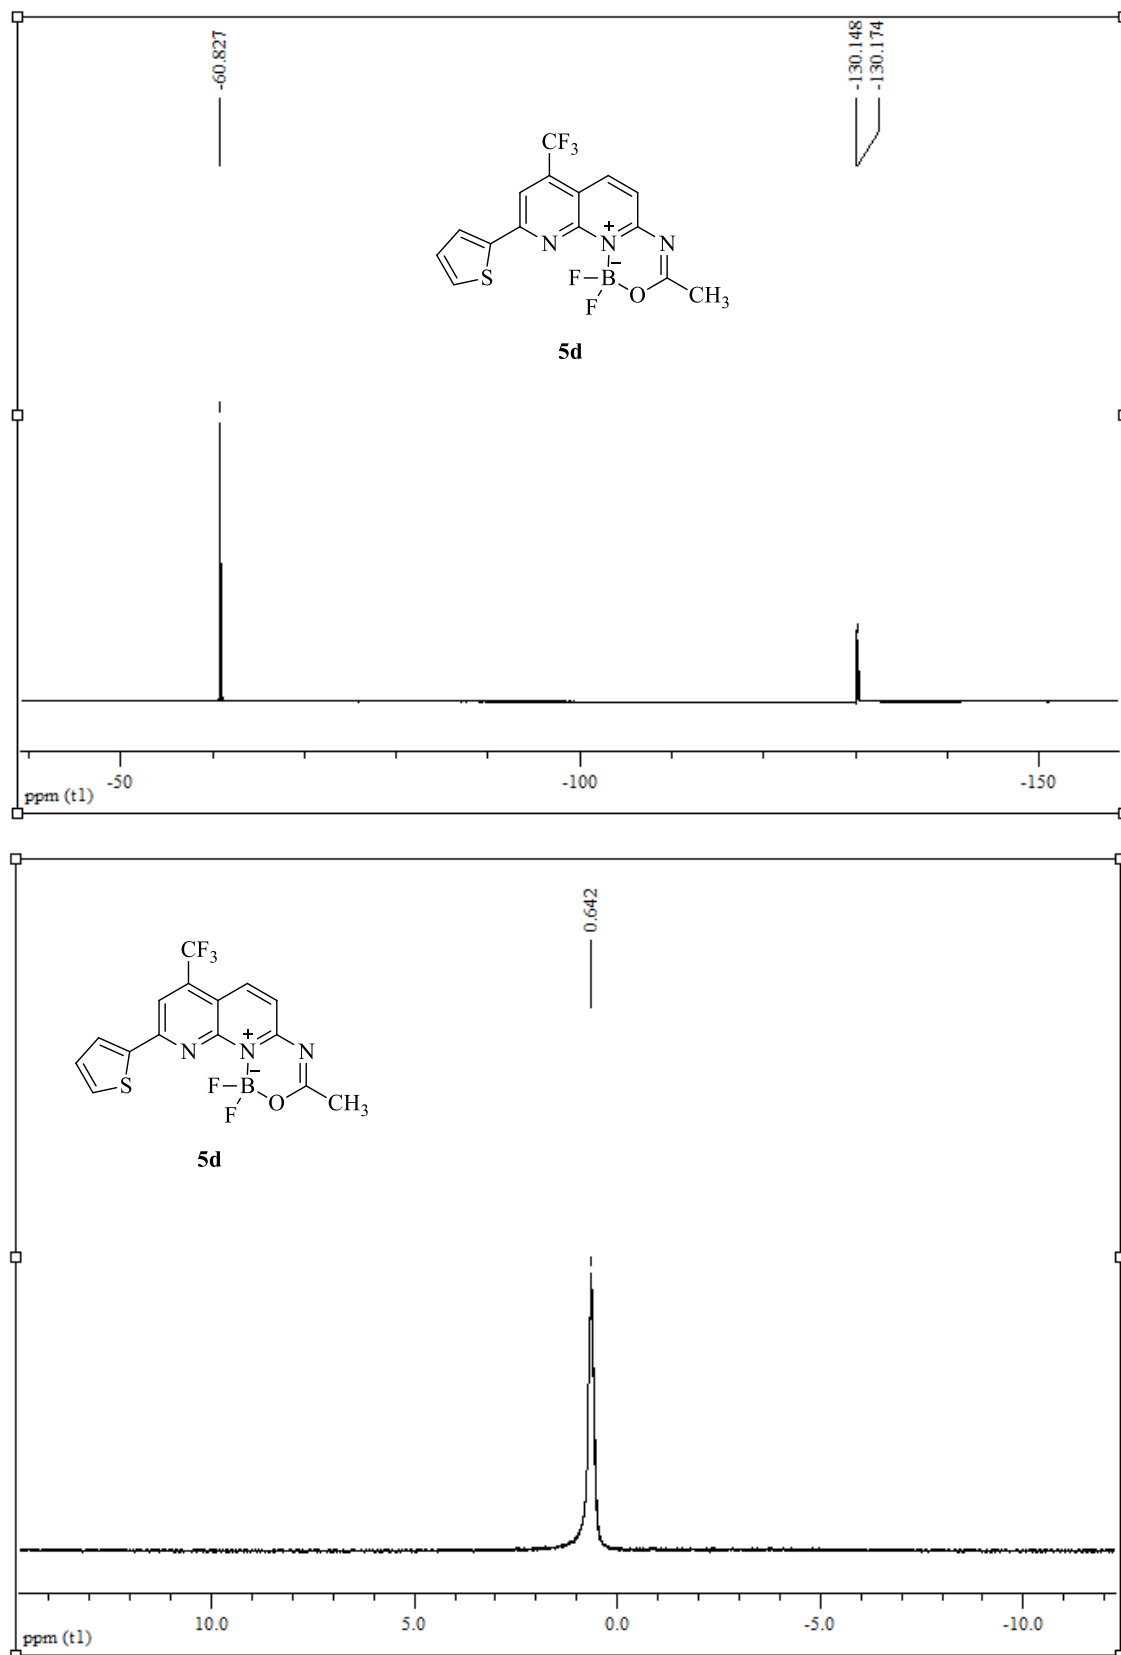 -60.827
-130.148
-130.174
CF3
N
N
+
N
F
B
−
O
CH3
F
S
5d
-50
-100
-150
ppm (t1)
0.642
CF3
N
N
+
N
F
B
−
O
CH3
F
S
5d
10.0
5.0
0.0
-5.0
-10.0
ppm (t1)